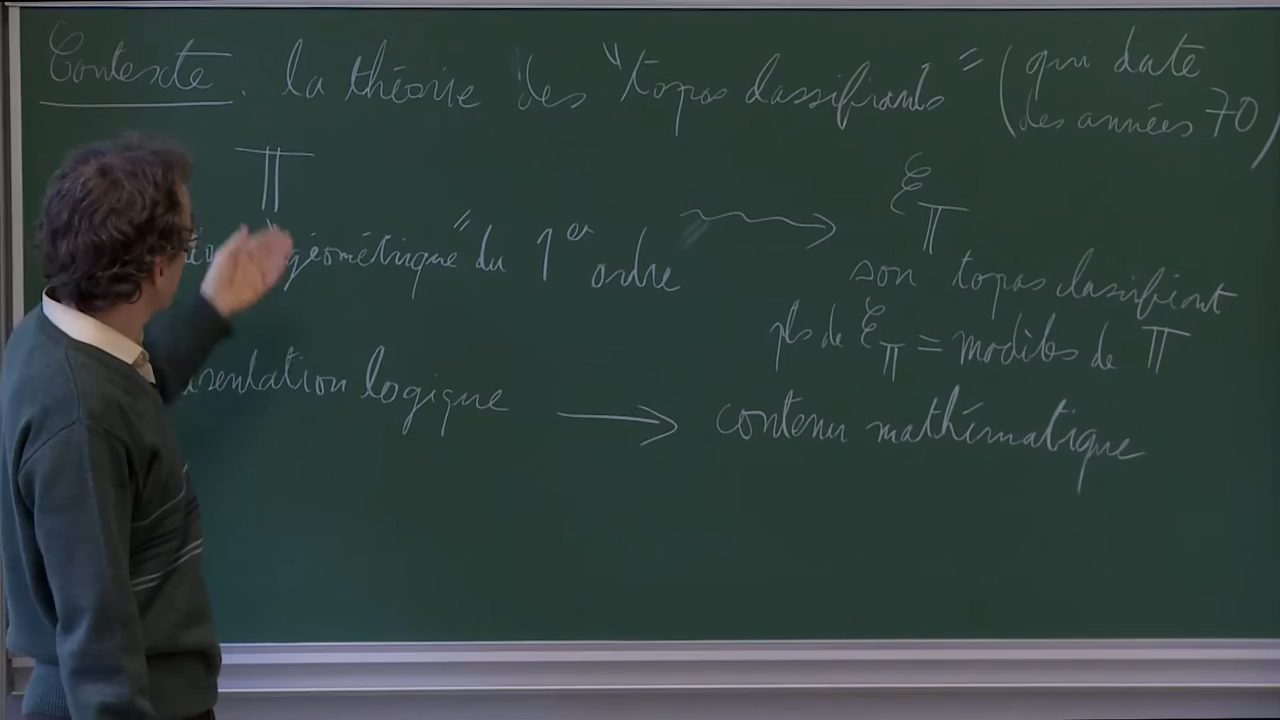 Contexte. la théorie des "topos classifiants" (qui date
des années 70)
𝕋 ⇝ ℰ_𝕋
"géométrique" du 1er ordre
son topos classifiant
pts de ℰ_𝕋 = modèles de 𝕋
logique → contenu mathématique